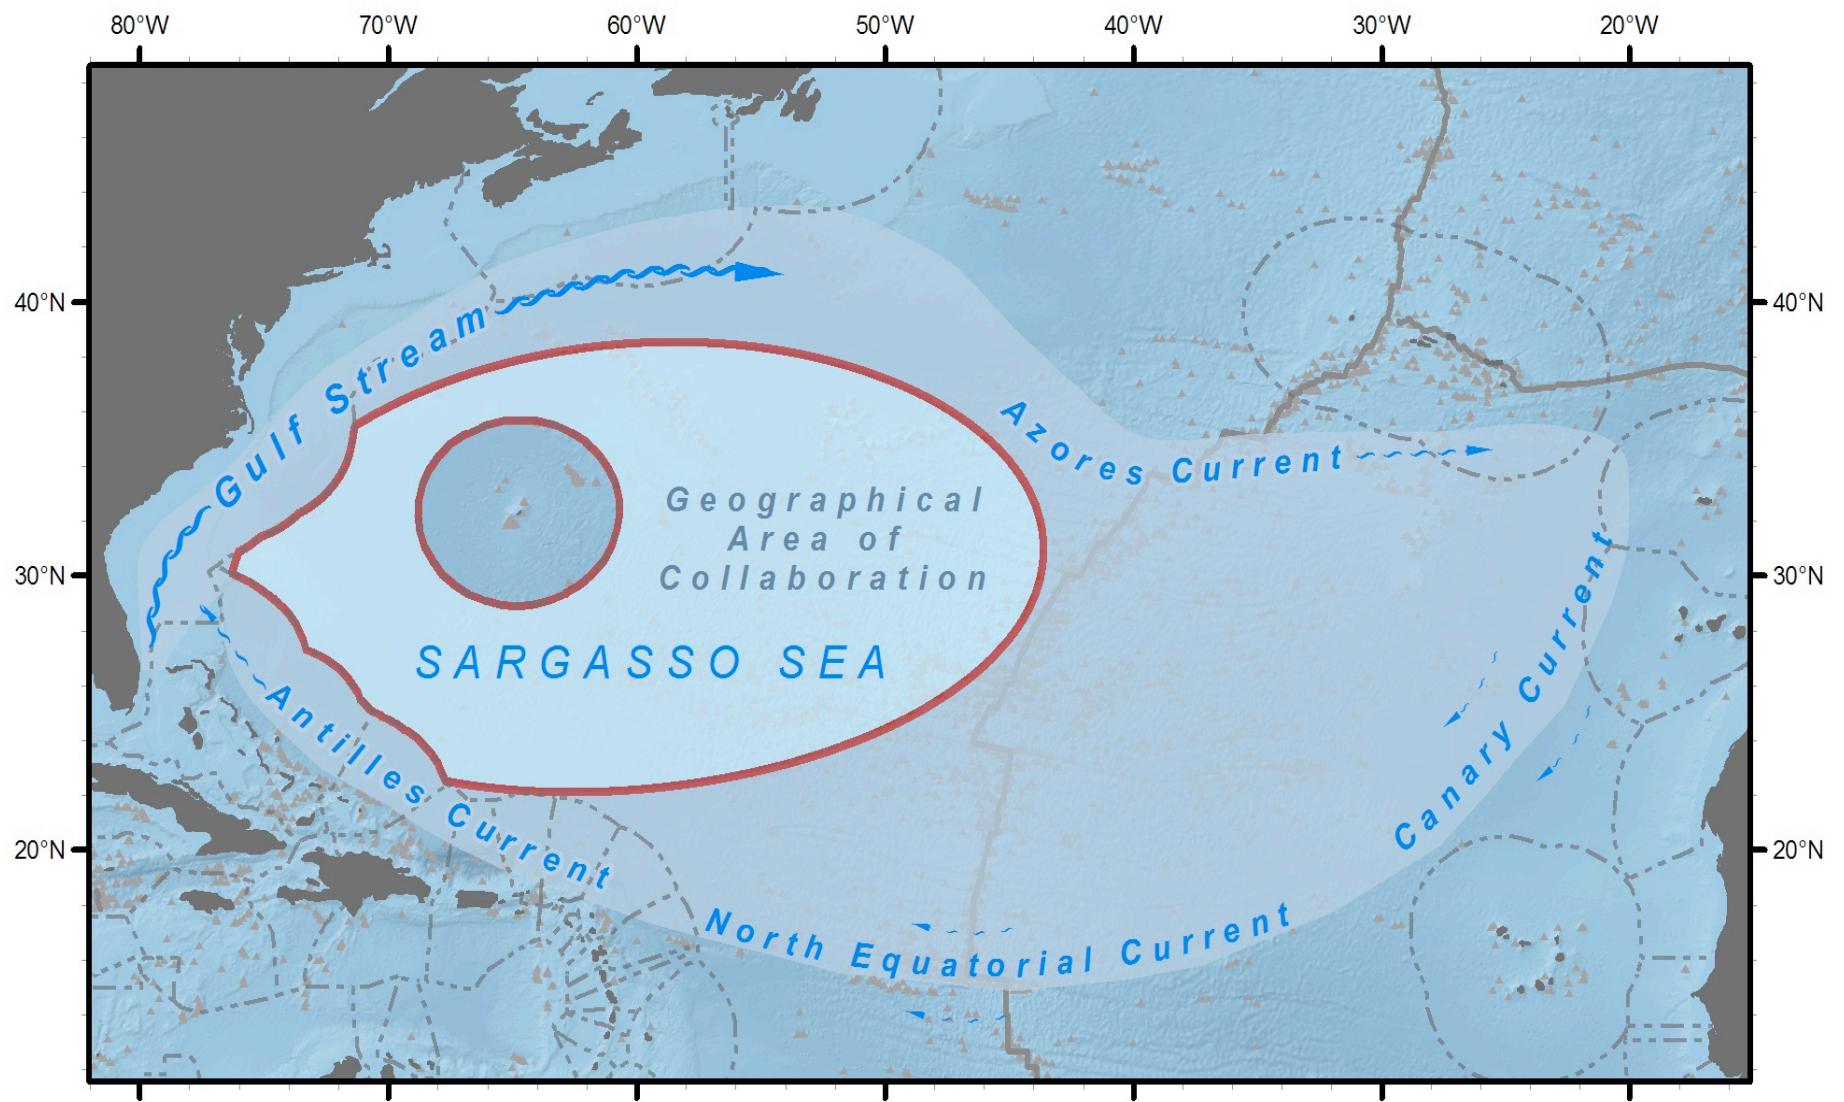 80°W 70°W 60°W 50°W 40°W 30°W 20°W
40°N 40°N
Gulf Stream
Azores Current
Geographical
Area of
Collaboration
30°N 30°N
SARGASSO SEA
Canary Current
Antilles Current
20°N 20°N
North Equatorial Current